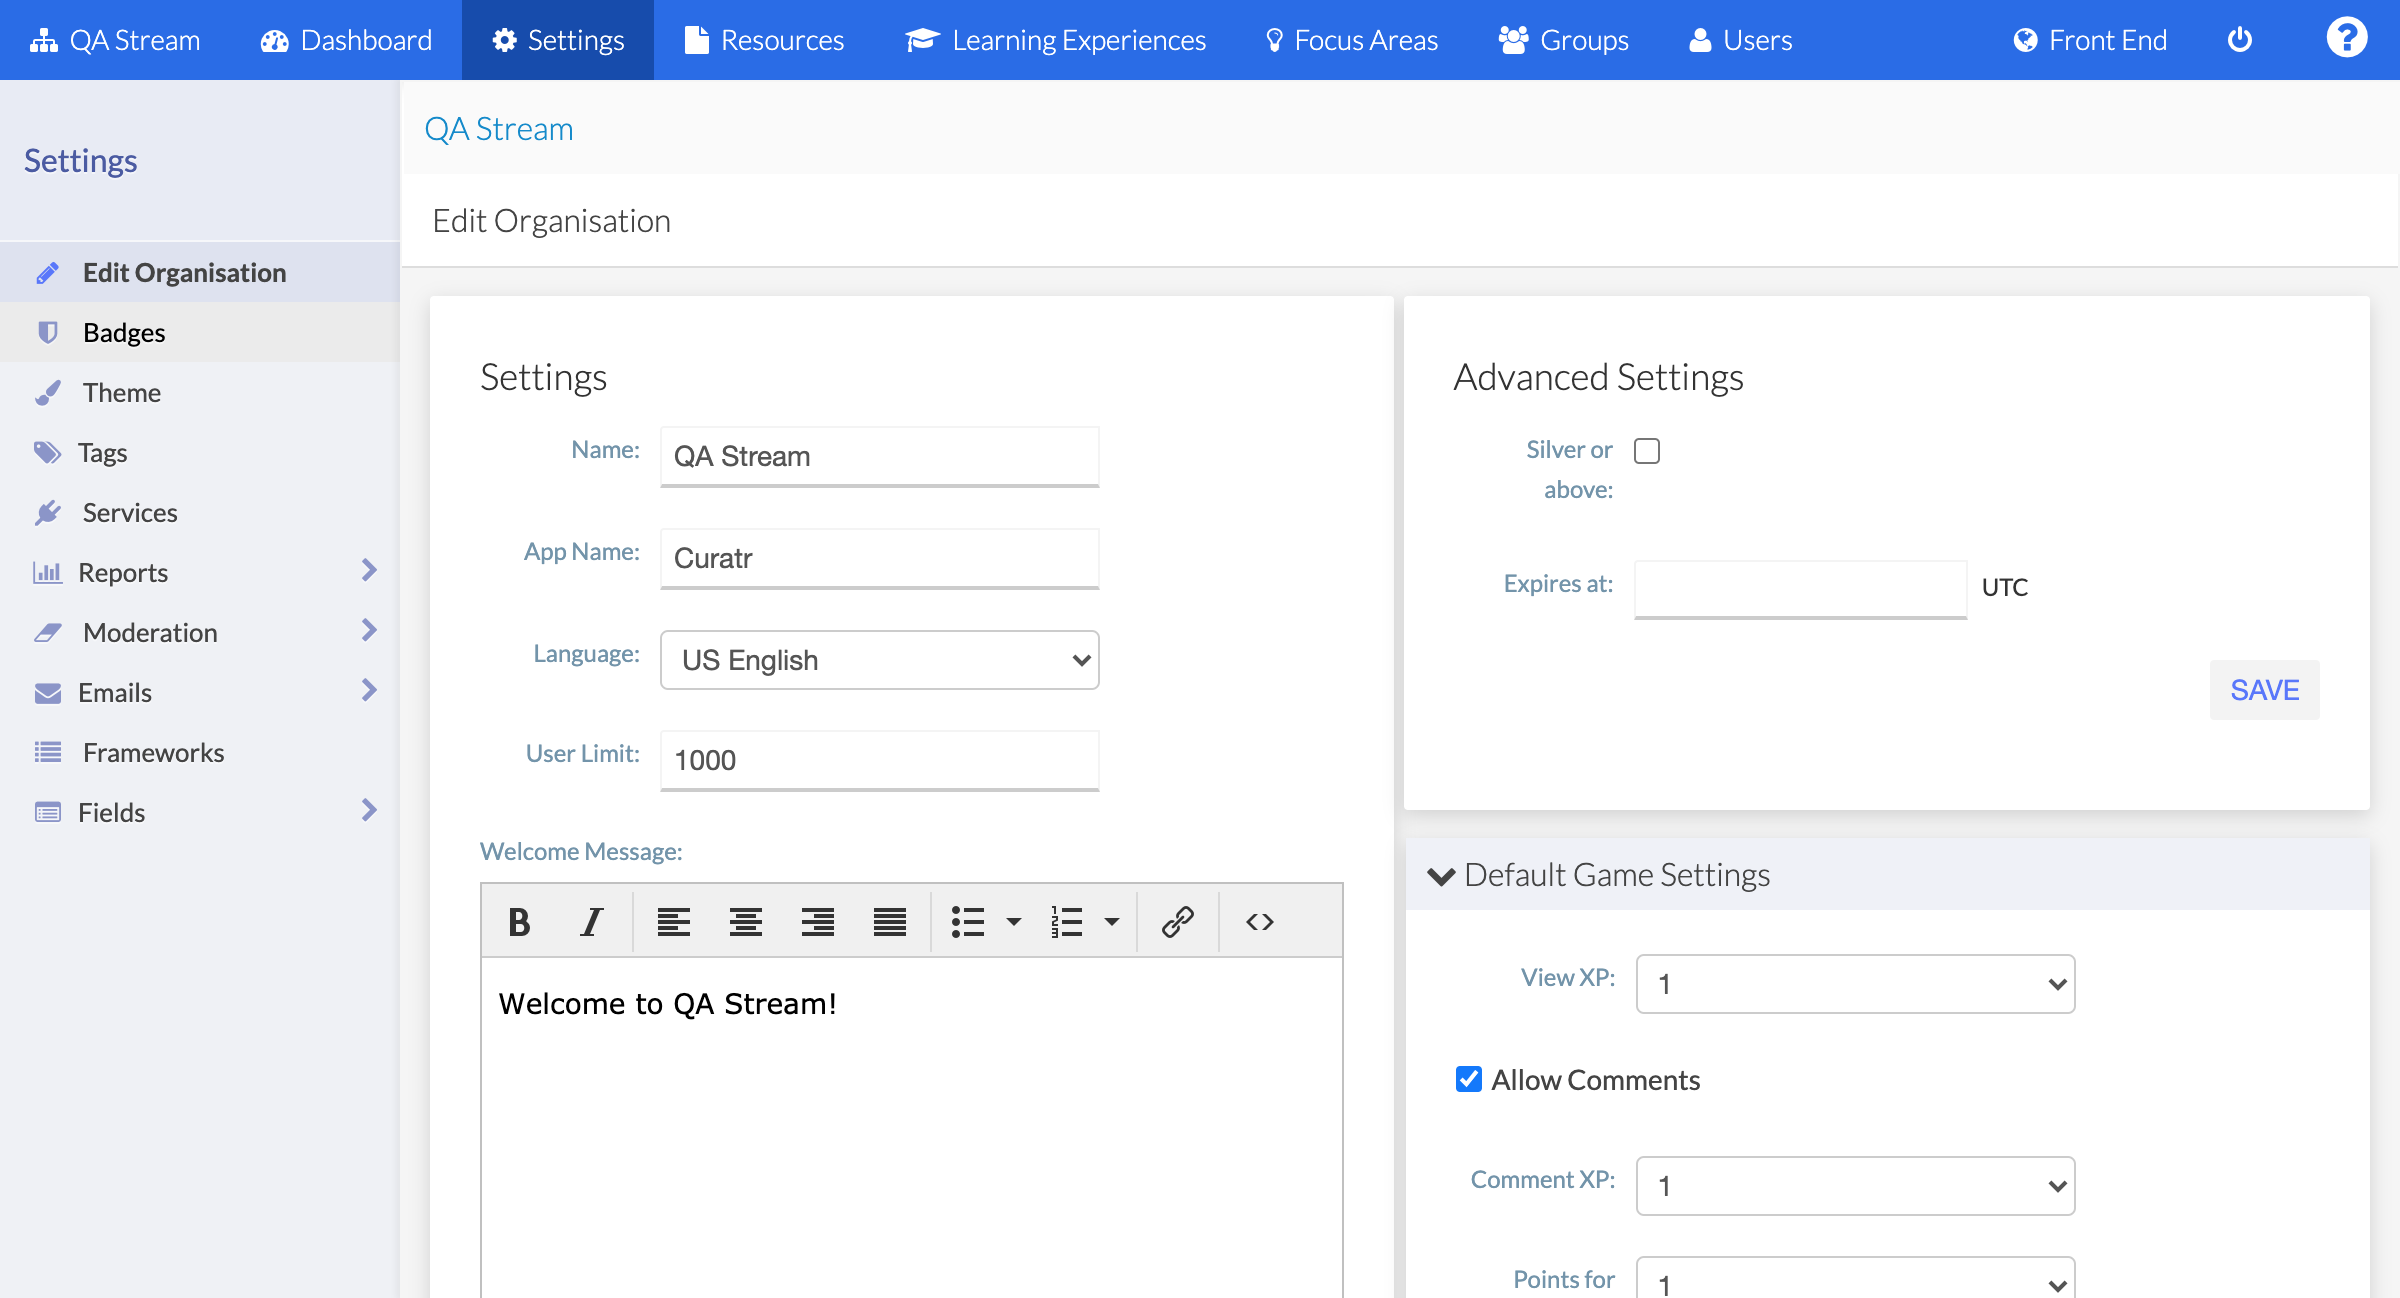 QA Stream Dashboard Settings Resources Learning Experiences Focus Areas Groups Users Front End ?
Settings
Edit Organisation
Badges
Theme
Tags
Services
Reports
Moderation
Emails
Frameworks
Fields
QA Stream
Edit Organisation
Settings
Name: QA Stream
App Name: Curatr
Language: US English
User Limit: 1000
Welcome Message:
B I
Welcome to QA Stream!
Advanced Settings
Silver or
above:
Expires at: UTC
SAVE
Default Game Settings
View XP: 1
Allow Comments
Comment XP: 1
Points for 1